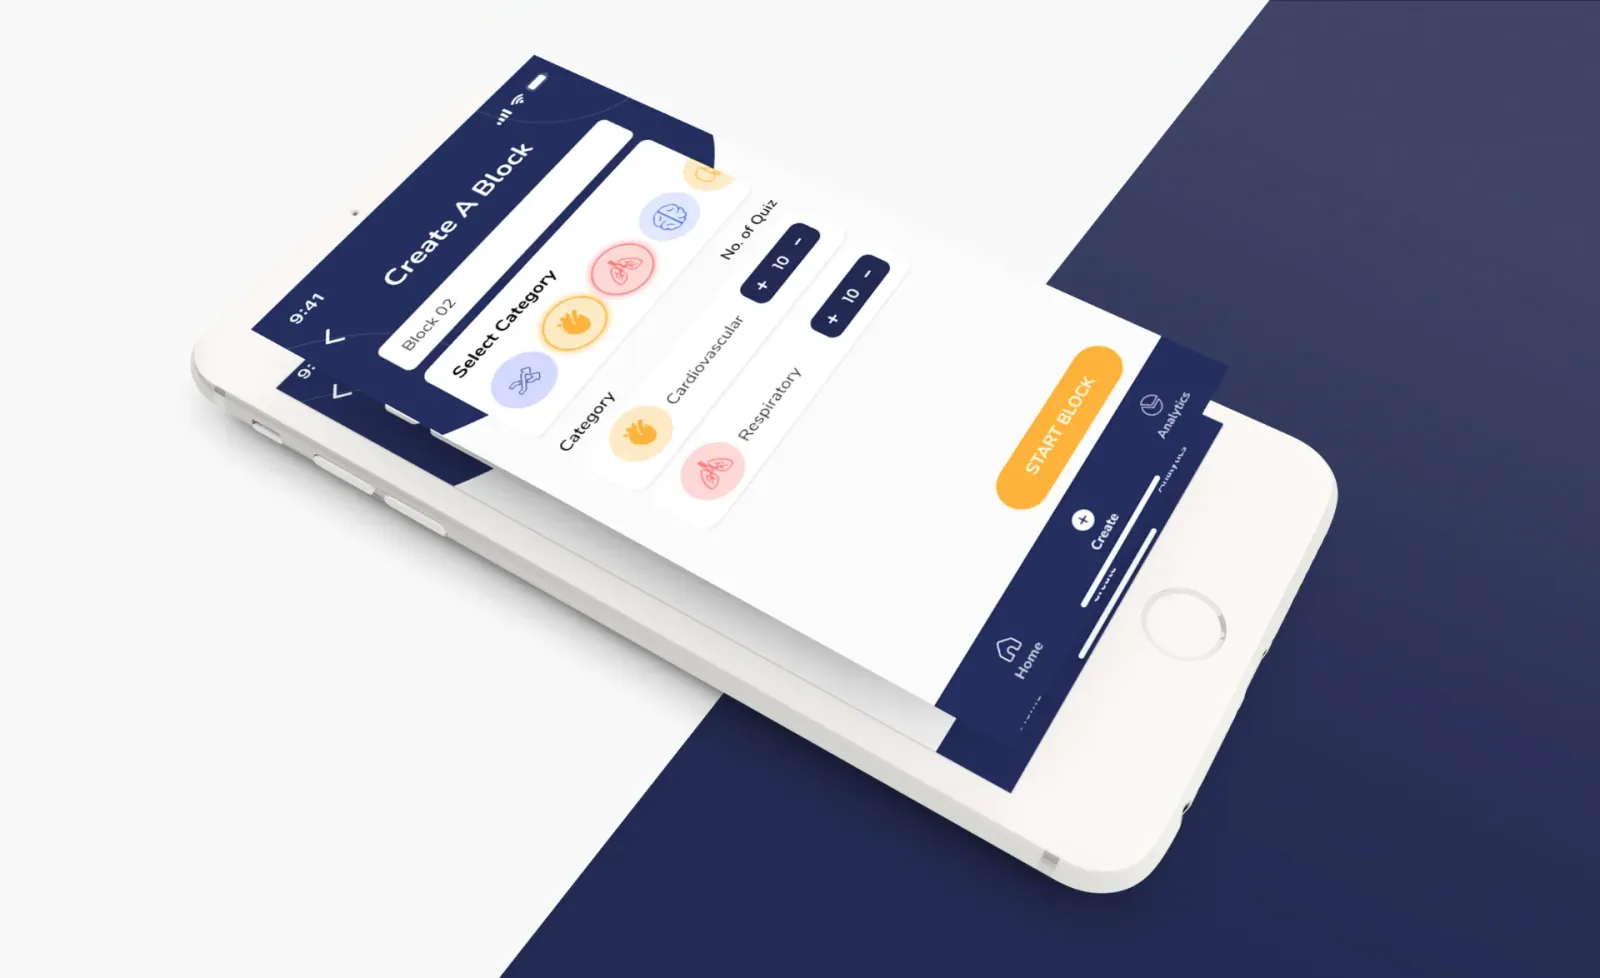 9:41
Create A Block
Block 02
Select Category
Category
No. of Quiz
Cardiovascular
+ 10 -
Respiratory
+ 10 -
START BLOCK
Home
Create
Analytics
9: